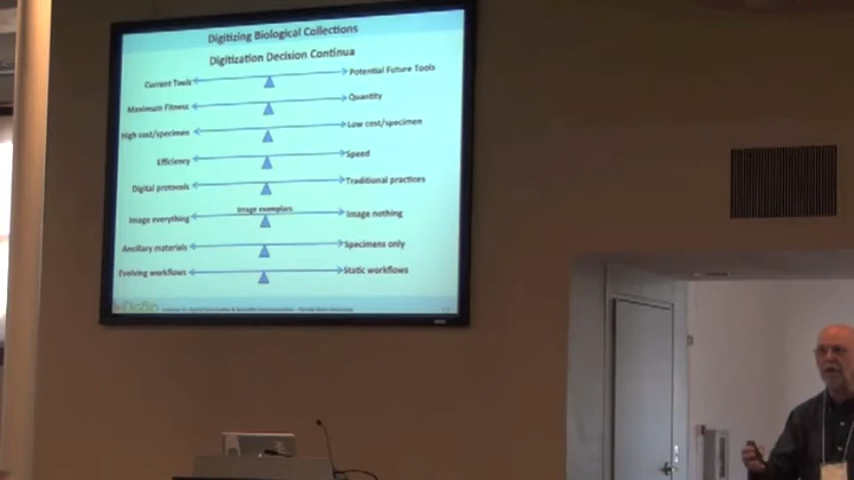 Digitizing Biological Collections
Digitization Decision Continua
Current Tools Potential Future Tools
Maximum Fitness Quantity
High cost/specimen Low cost/specimen
Efficiency Speed
Digital protocols Traditional practices
Image everything Image exemplars Image nothing
Ancillary materials Specimens only
Evolving workflows Static workflows
iDigBio